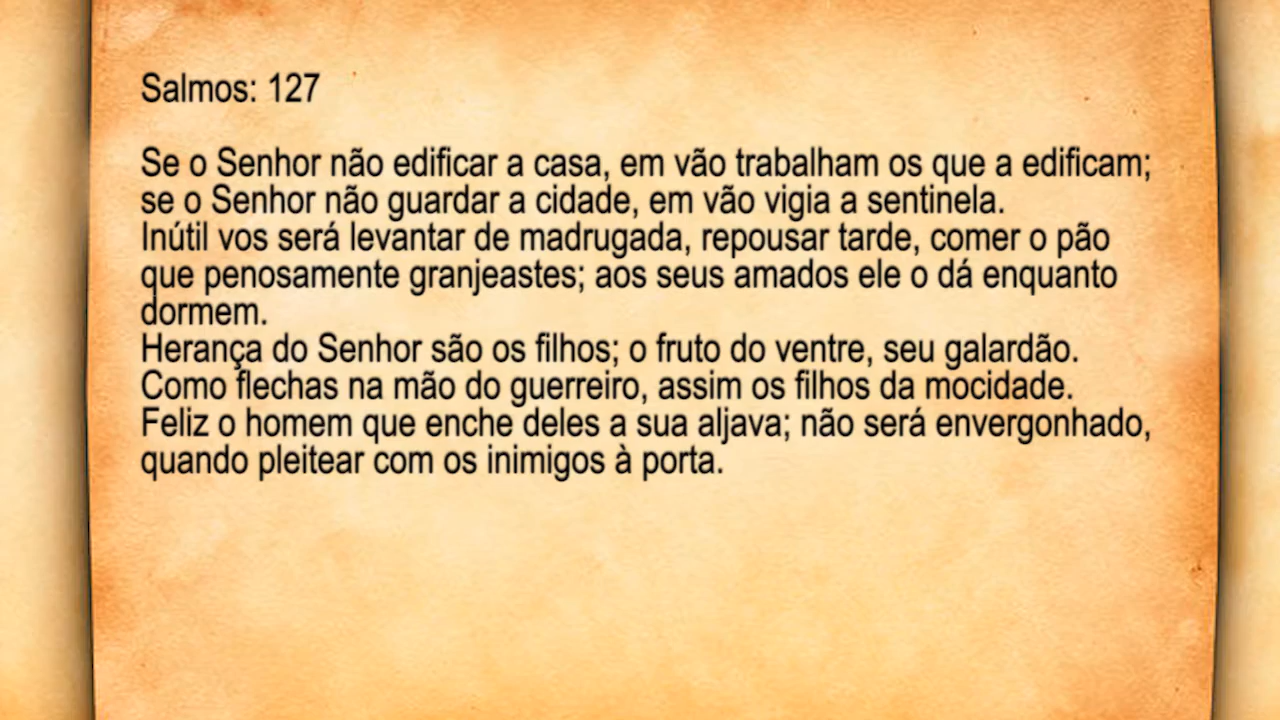 Salmos: 127
Se o Senhor não edificar a casa, em vão trabalham os que a edificam;
se o Senhor não guardar a cidade, em vão vigia a sentinela.
Inútil vos será levantar de madrugada, repousar tarde, comer o pão
que penosamente granjeastes; aos seus amados ele o dá enquanto
dormem.
Herança do Senhor são os filhos; o fruto do ventre, seu galardão.
Como flechas na mão do guerreiro, assim os filhos da mocidade.
Feliz o homem que enche deles a sua aljava; não será envergonhado,
quando pleitear com os inimigos à porta.